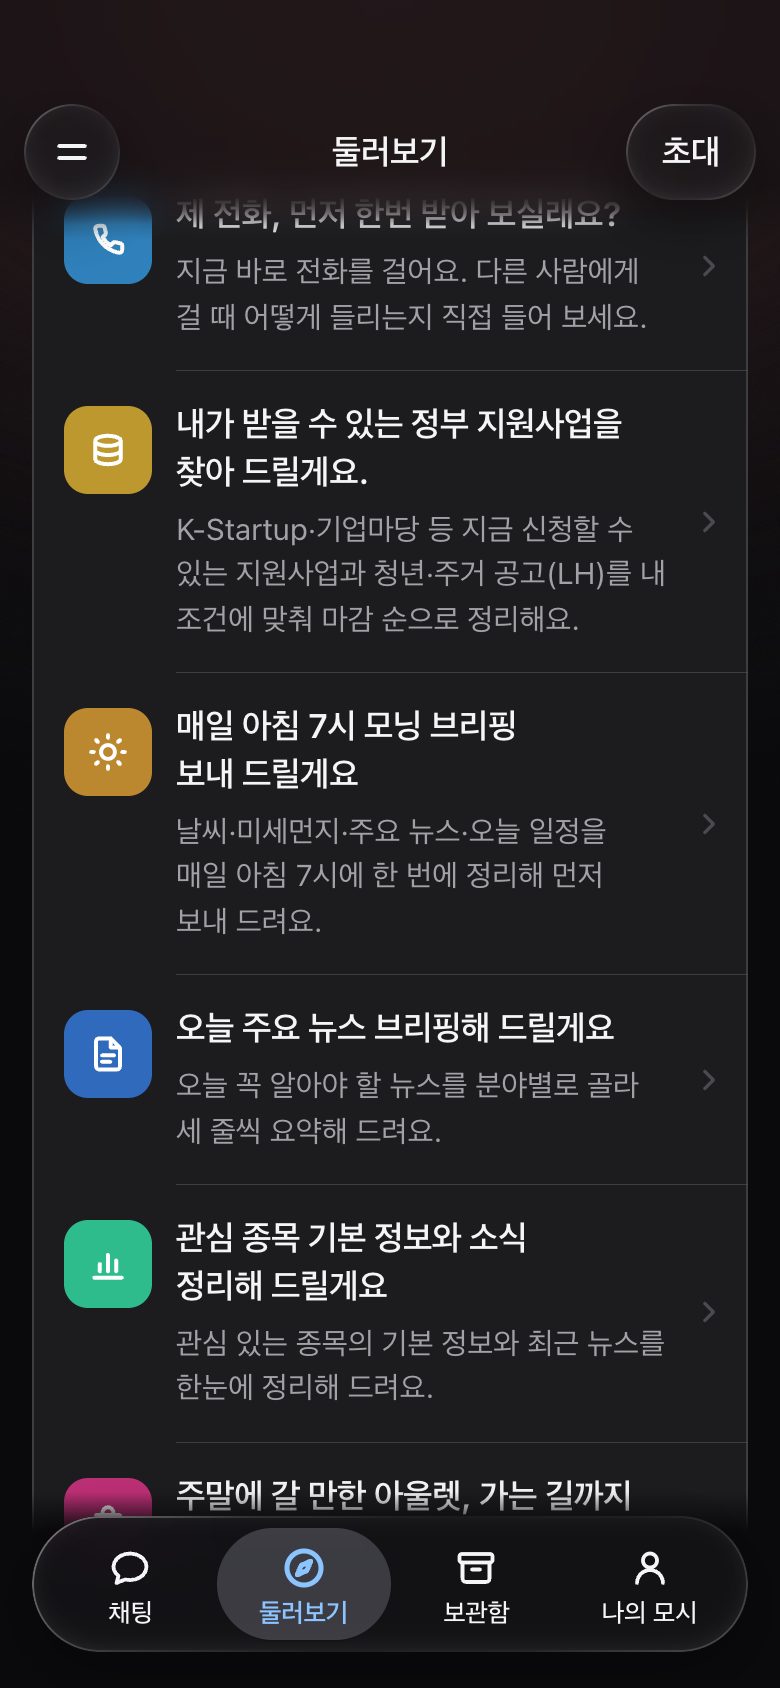 둘러보기
초대
제 전화, 먼저 한번 받아 보실래요?
지금 바로 전화를 걸어요. 다른 사람에게
걸 때 어떻게 들리는지 직접 들어 보세요.
내가 받을 수 있는 정부 지원사업을
찾아 드릴게요.
K-Startup·기업마당 등 지금 신청할 수
있는 지원사업과 청년·주거 공고(LH)를 내
조건에 맞춰 마감 순으로 정리해요.
매일 아침 7시 모닝 브리핑
보내 드릴게요
날씨·미세먼지·주요 뉴스·오늘 일정을
매일 아침 7시에 한 번에 정리해 먼저
보내 드려요.
오늘 주요 뉴스 브리핑해 드릴게요
오늘 꼭 알아야 할 뉴스를 분야별로 골라
세 줄씩 요약해 드려요.
관심 종목 기본 정보와 소식
정리해 드릴게요
관심 있는 종목의 기본 정보와 최근 뉴스를
한눈에 정리해 드려요.
주말에 갈 만한 아울렛, 가는 길까지
채팅
둘러보기
보관함
나의 모시